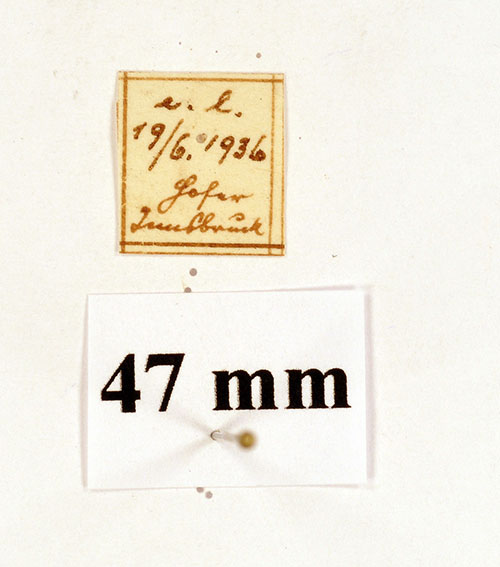 e. l.
19/6. 1936
Hofer
Innsbruck
47 mm